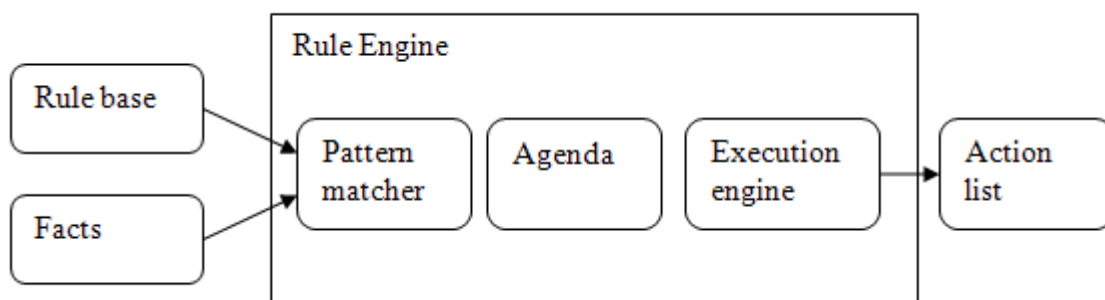 Rule Engine
Rule base
Facts
Pattern
matcher
Agenda
Execution
engine
Action
list